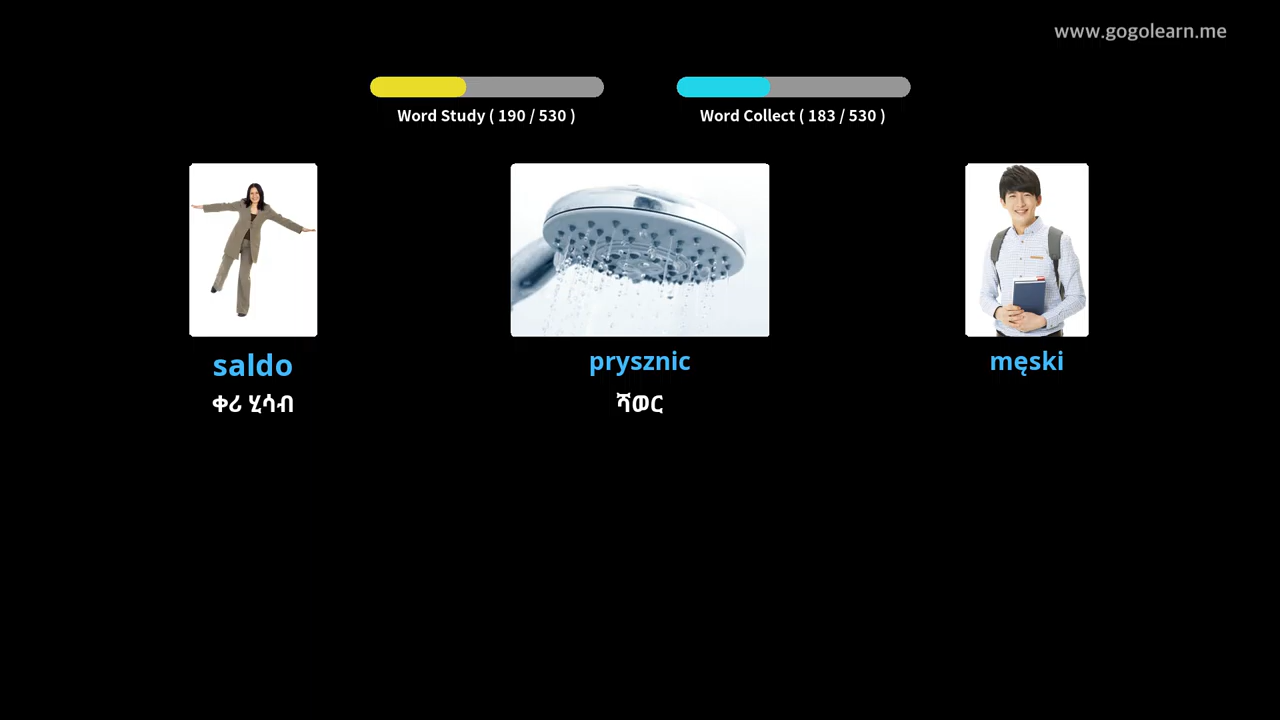 www.gogolearn.me
Word Study ( 190 / 530 )
Word Collect ( 183 / 530 )
saldo
prysznic
męski
ቀሪ ሂሳብ
ሻወር